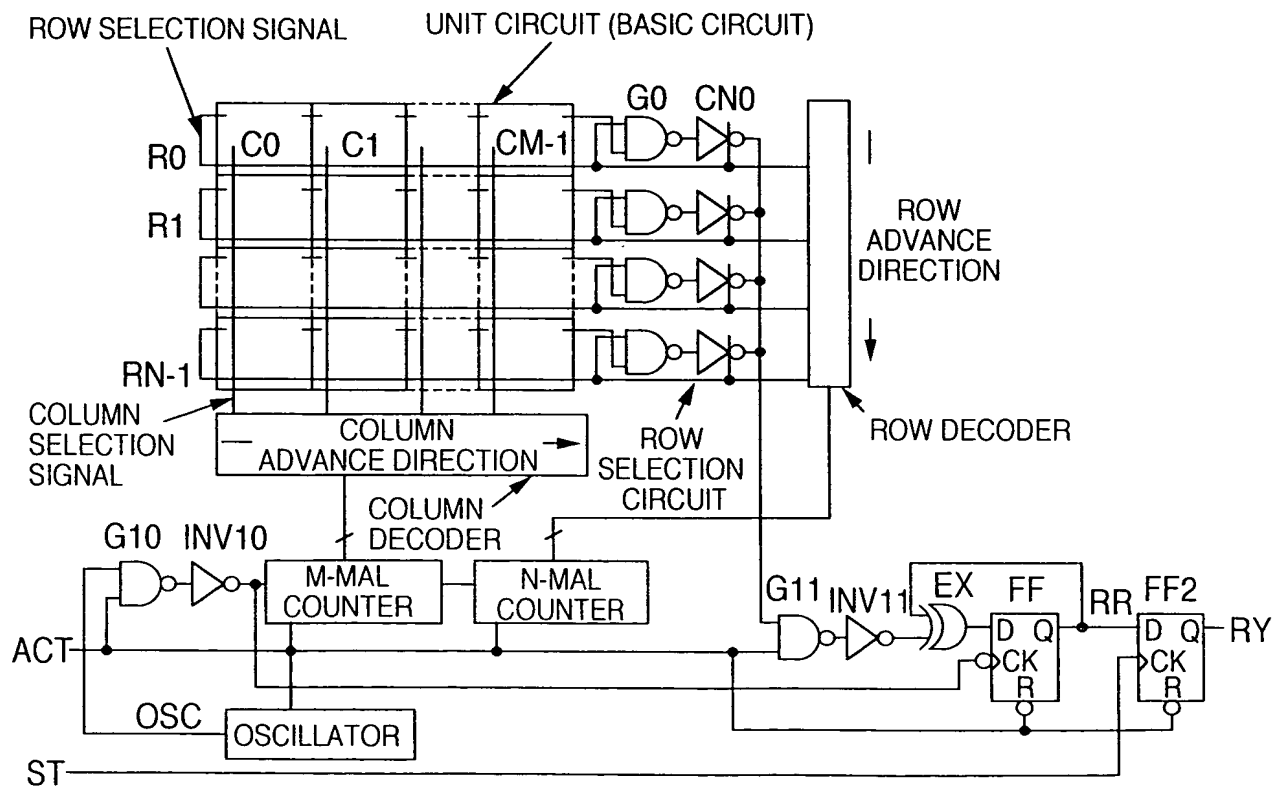 ROW SELECTION SIGNAL
UNIT CIRCUIT (BASIC CIRCUIT)
G0 CN0
C0 C1 CM-1
R0
R1
RN-1
ROW
ADVANCE
DIRECTION
COLUMN
SELECTION
SIGNAL
COLUMN
ADVANCE DIRECTION
ROW
SELECTION
CIRCUIT
ROW DECODER
COLUMN
DECODER
G10 INV10
M-MAL
COUNTER
N-MAL
COUNTER
G11 INV11 EX FF RR FF2
D Q
CK
R
D Q
CK
R
RY
ACT
OSC
OSCILLATOR
ST